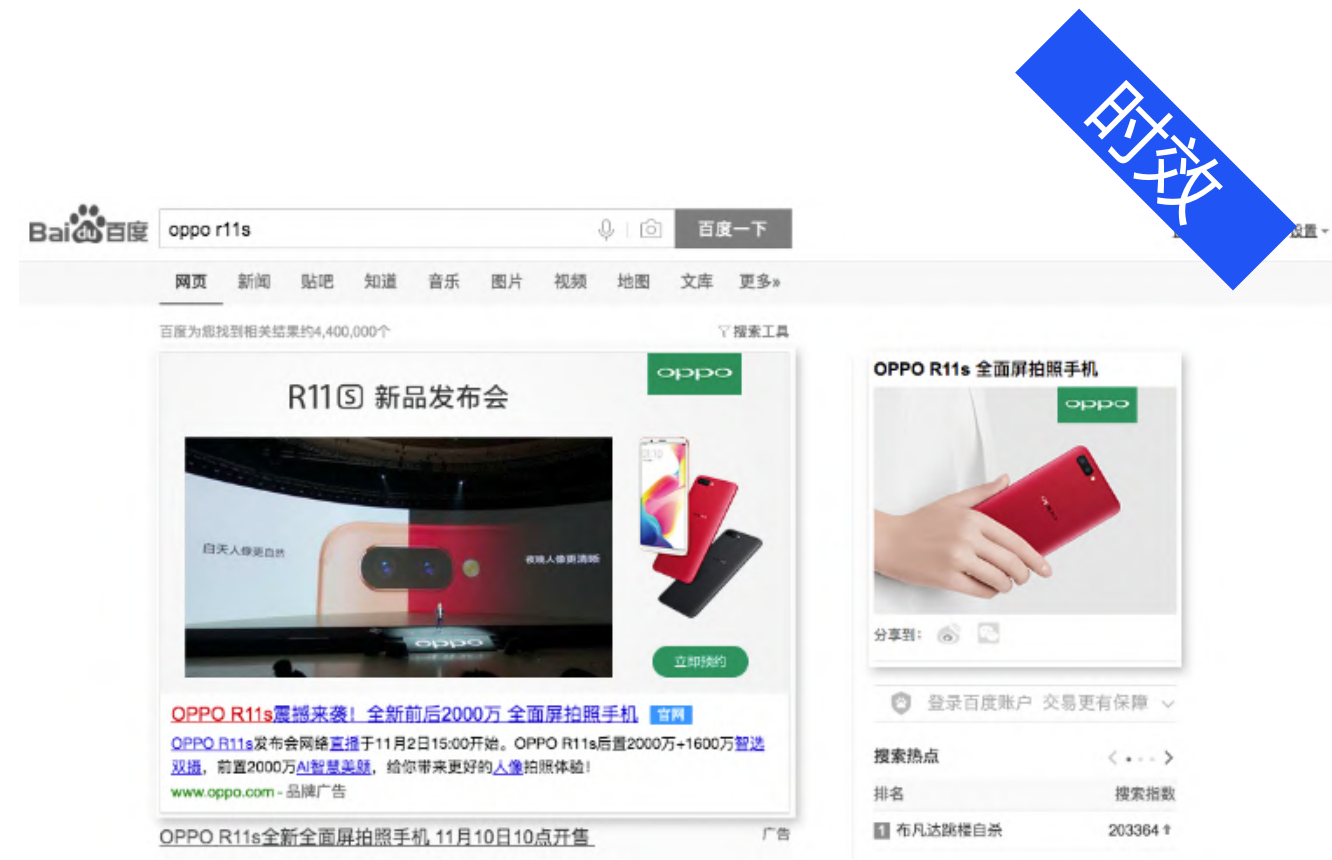 时效
Bai du 百度
oppo r11s
百度一下
设置
网页 新闻 贴吧 知道 音乐 图片 视频 地图 文库 更多»
百度为您找到相关结果约4,400,000个
搜索工具
R11S 新品发布会
oppo
白天人像更自然
夜晚人像更清晰
oppo
21:10
立即预约
OPPO R11s震撼来袭！全新前后2000万 全面屏拍照手机 官网
OPPO R11s发布会网络直播于11月2日15:00开始。OPPO R11s后置2000万+1600万智选
双摄，前置2000万AI智慧美颜，给你带来更好的人像拍照体验!
www.oppo.com - 品牌广告
OPPO R11s全新全面屏拍照手机 11月10日10点开售
广告
OPPO R11s 全面屏拍照手机
oppo
oppo
分享到：
登录百度账户 交易更有保障
搜索热点
排名 搜索指数
1 布凡达跳楼自杀 203364